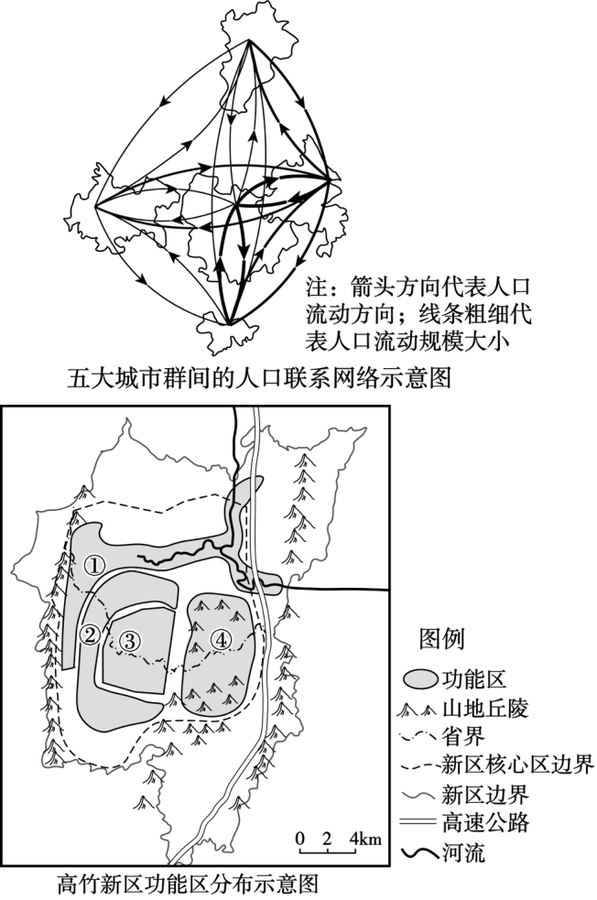 注：箭头方向代表人口
流动方向；线条粗细代
表人口流动规模大小
五大城市群间的人口联系网络示意图
①
②
③
④
图例
功能区
山地丘陵
省界
新区核心区边界
新区边界
高速公路
河流
0 2 4km
高竹新区功能区分布示意图